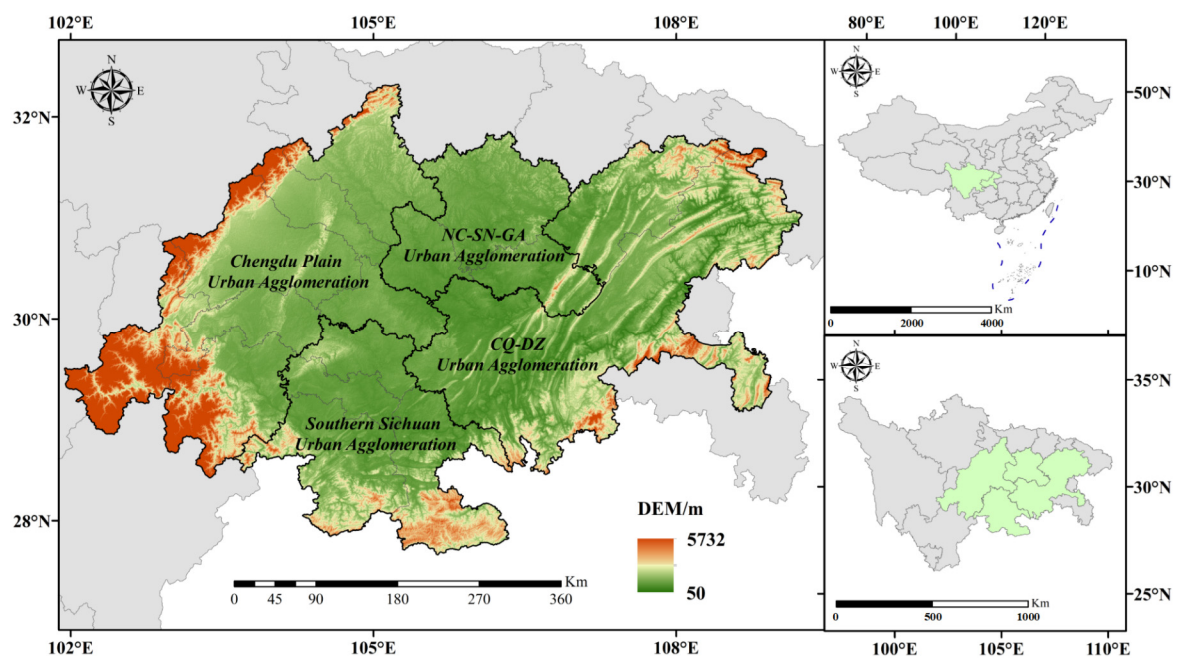 102°E 105°E 108°E
32°N
30°N
28°N
N
W E
S
NC-SN-GA
Urban Agglomeration
Chengdu Plain
Urban Agglomeration
CQ-DZ
Urban Agglomeration
Southern Sichuan
Urban Agglomeration
DEM/m
5732
50
Km
0 45 90 180 270 360
102°E 105°E 108°E
80°E 100°E 120°E
N
W E
S
50°N
30°N
10°N
Km
0 2000 4000
N
W E
S
35°N
30°N
25°N
Km
0 500 1000
100°E 105°E 110°E